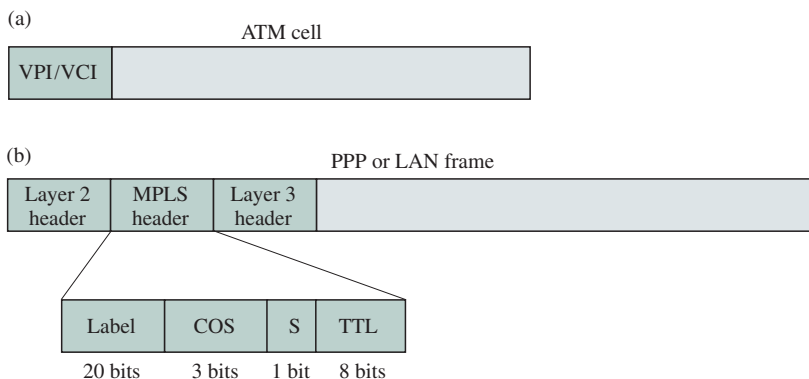 (a)
ATM cell
VPI/VCI
(b)
PPP or LAN frame
Layer 2 header
MPLS header
Layer 3 header
Label COS S TTL
20 bits 3 bits 1 bit 8 bits